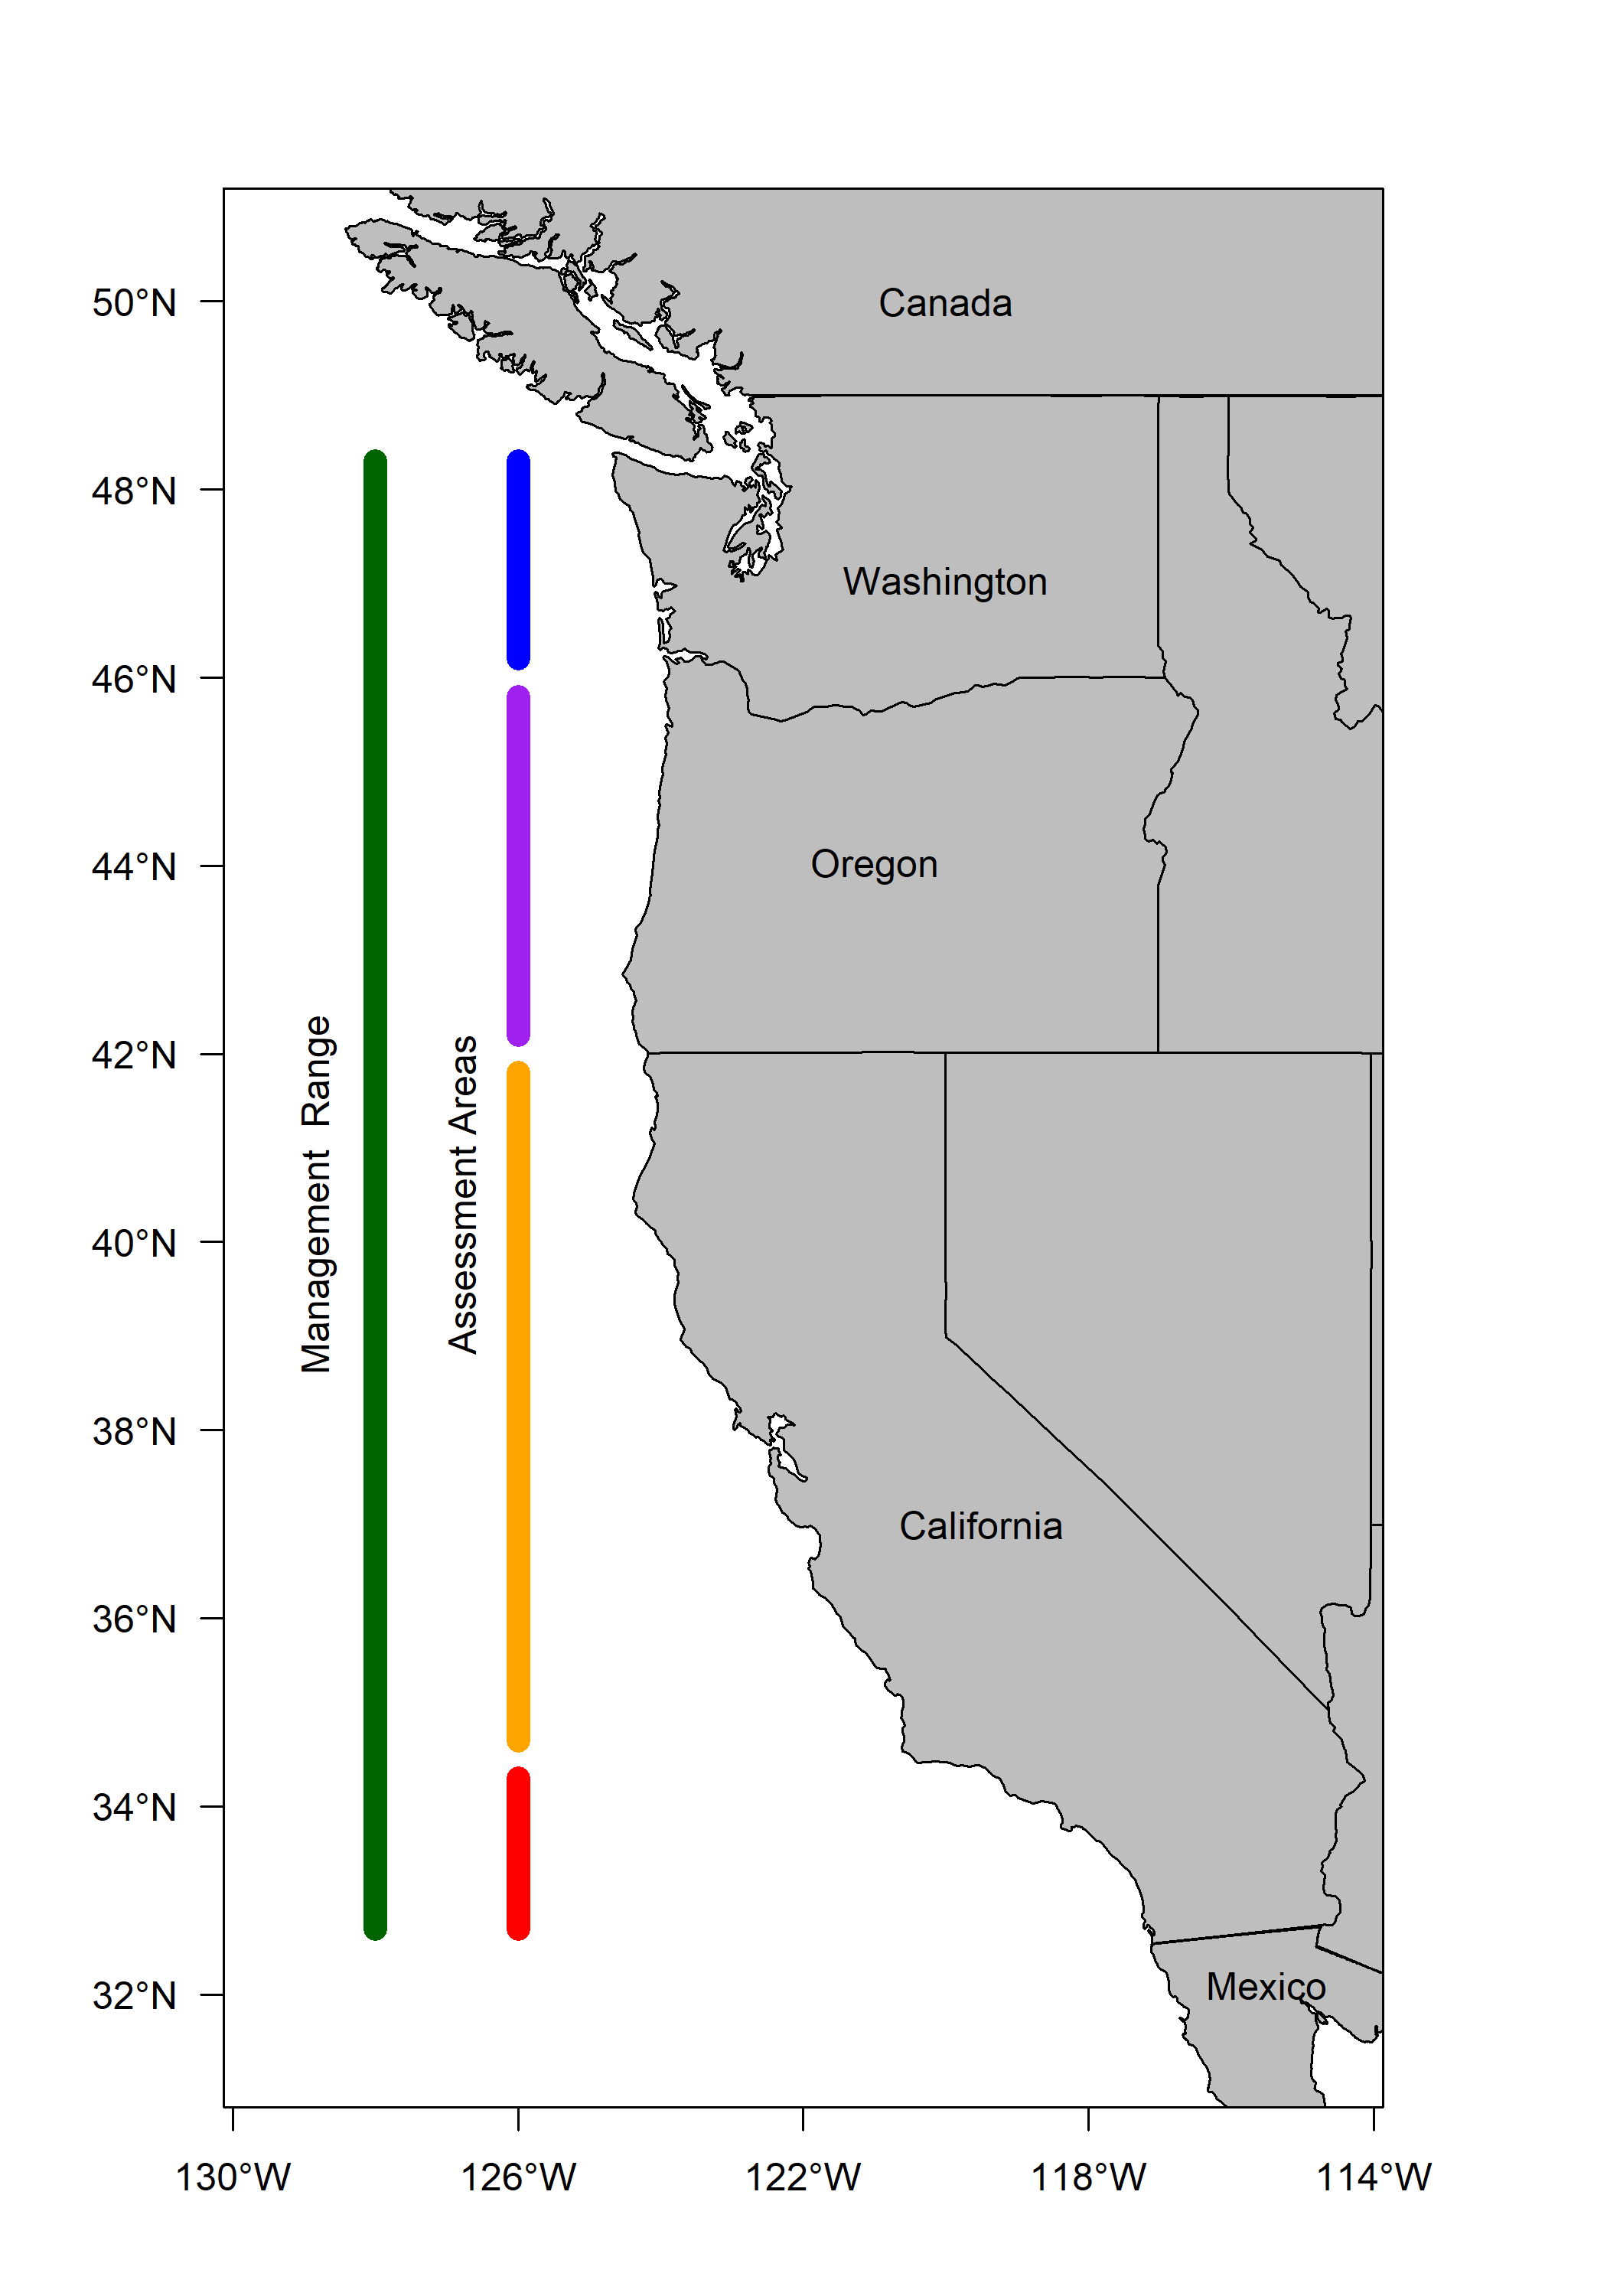 50°N
Canada
48°N
Washington
46°N
44°N
Oregon
42°N
Management Range
Assessment Areas
40°N
38°N
California
36°N
34°N
32°N
Mexico
130°W
126°W
122°W
118°W
114°W